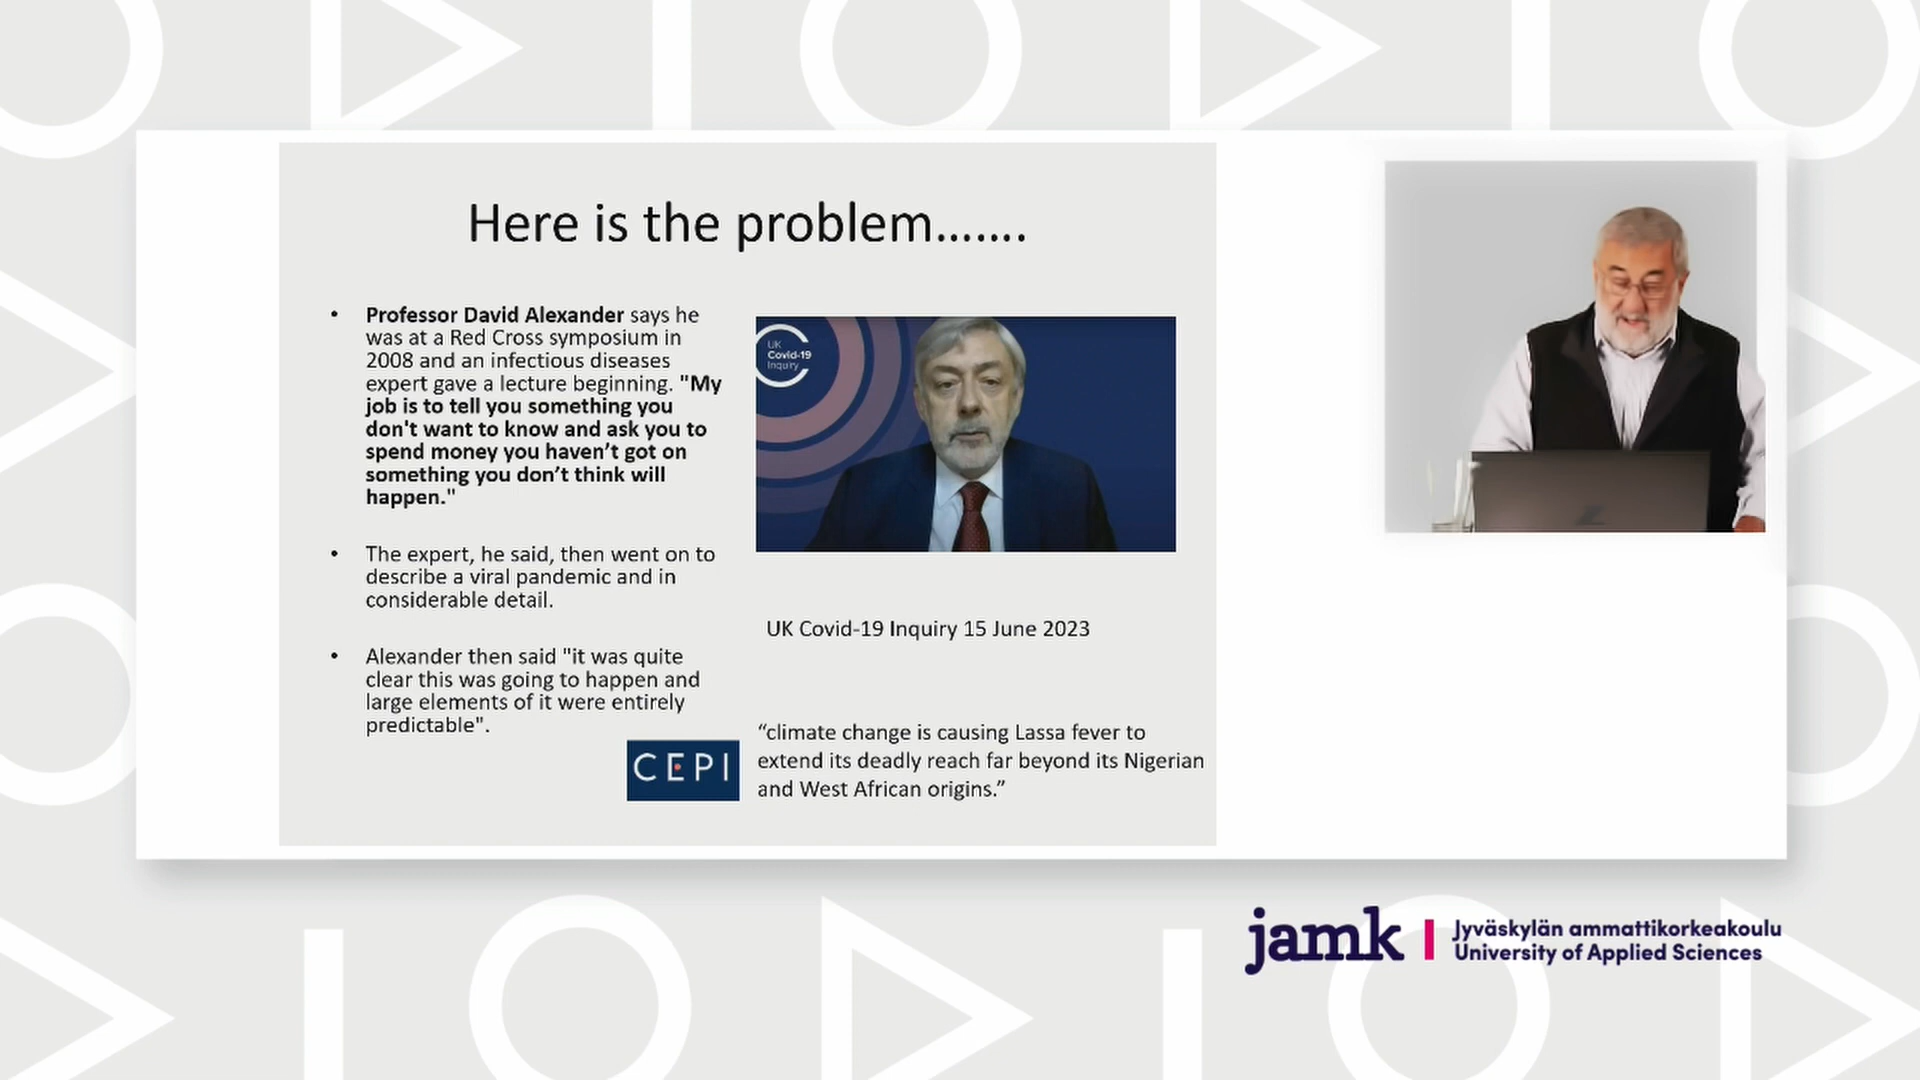 Here is the problem.......
• Professor David Alexander says he
was at a Red Cross symposium in
2008 and an infectious diseases
expert gave a lecture beginning. "My
job is to tell you something you
don't want to know and ask you to
spend money you haven’t got on
something you don’t think will
happen."
• The expert, he said, then went on to
describe a viral pandemic and in
considerable detail.
• Alexander then said "it was quite
clear this was going to happen and
large elements of it were entirely
predictable".
UK
Covid-19
Inquiry
UK Covid-19 Inquiry 15 June 2023
CEPI
“climate change is causing Lassa fever to
extend its deadly reach far beyond its Nigerian
and West African origins.”
jamk
Jyväskylän ammattikorkeakoulu
University of Applied Sciences